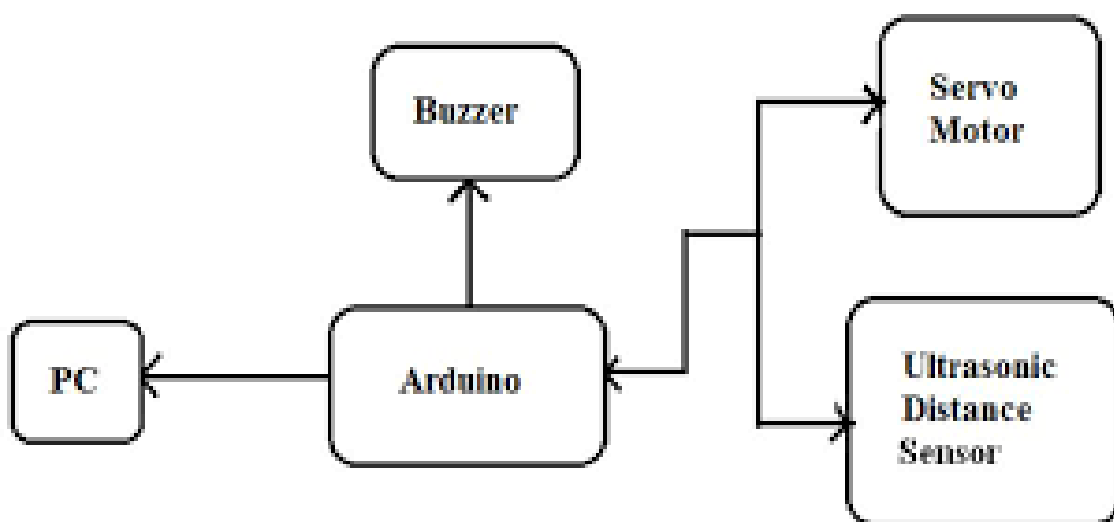 Buzzer
Servo
Motor
PC
Arduino
Ultrasonic
Distance
Sensor